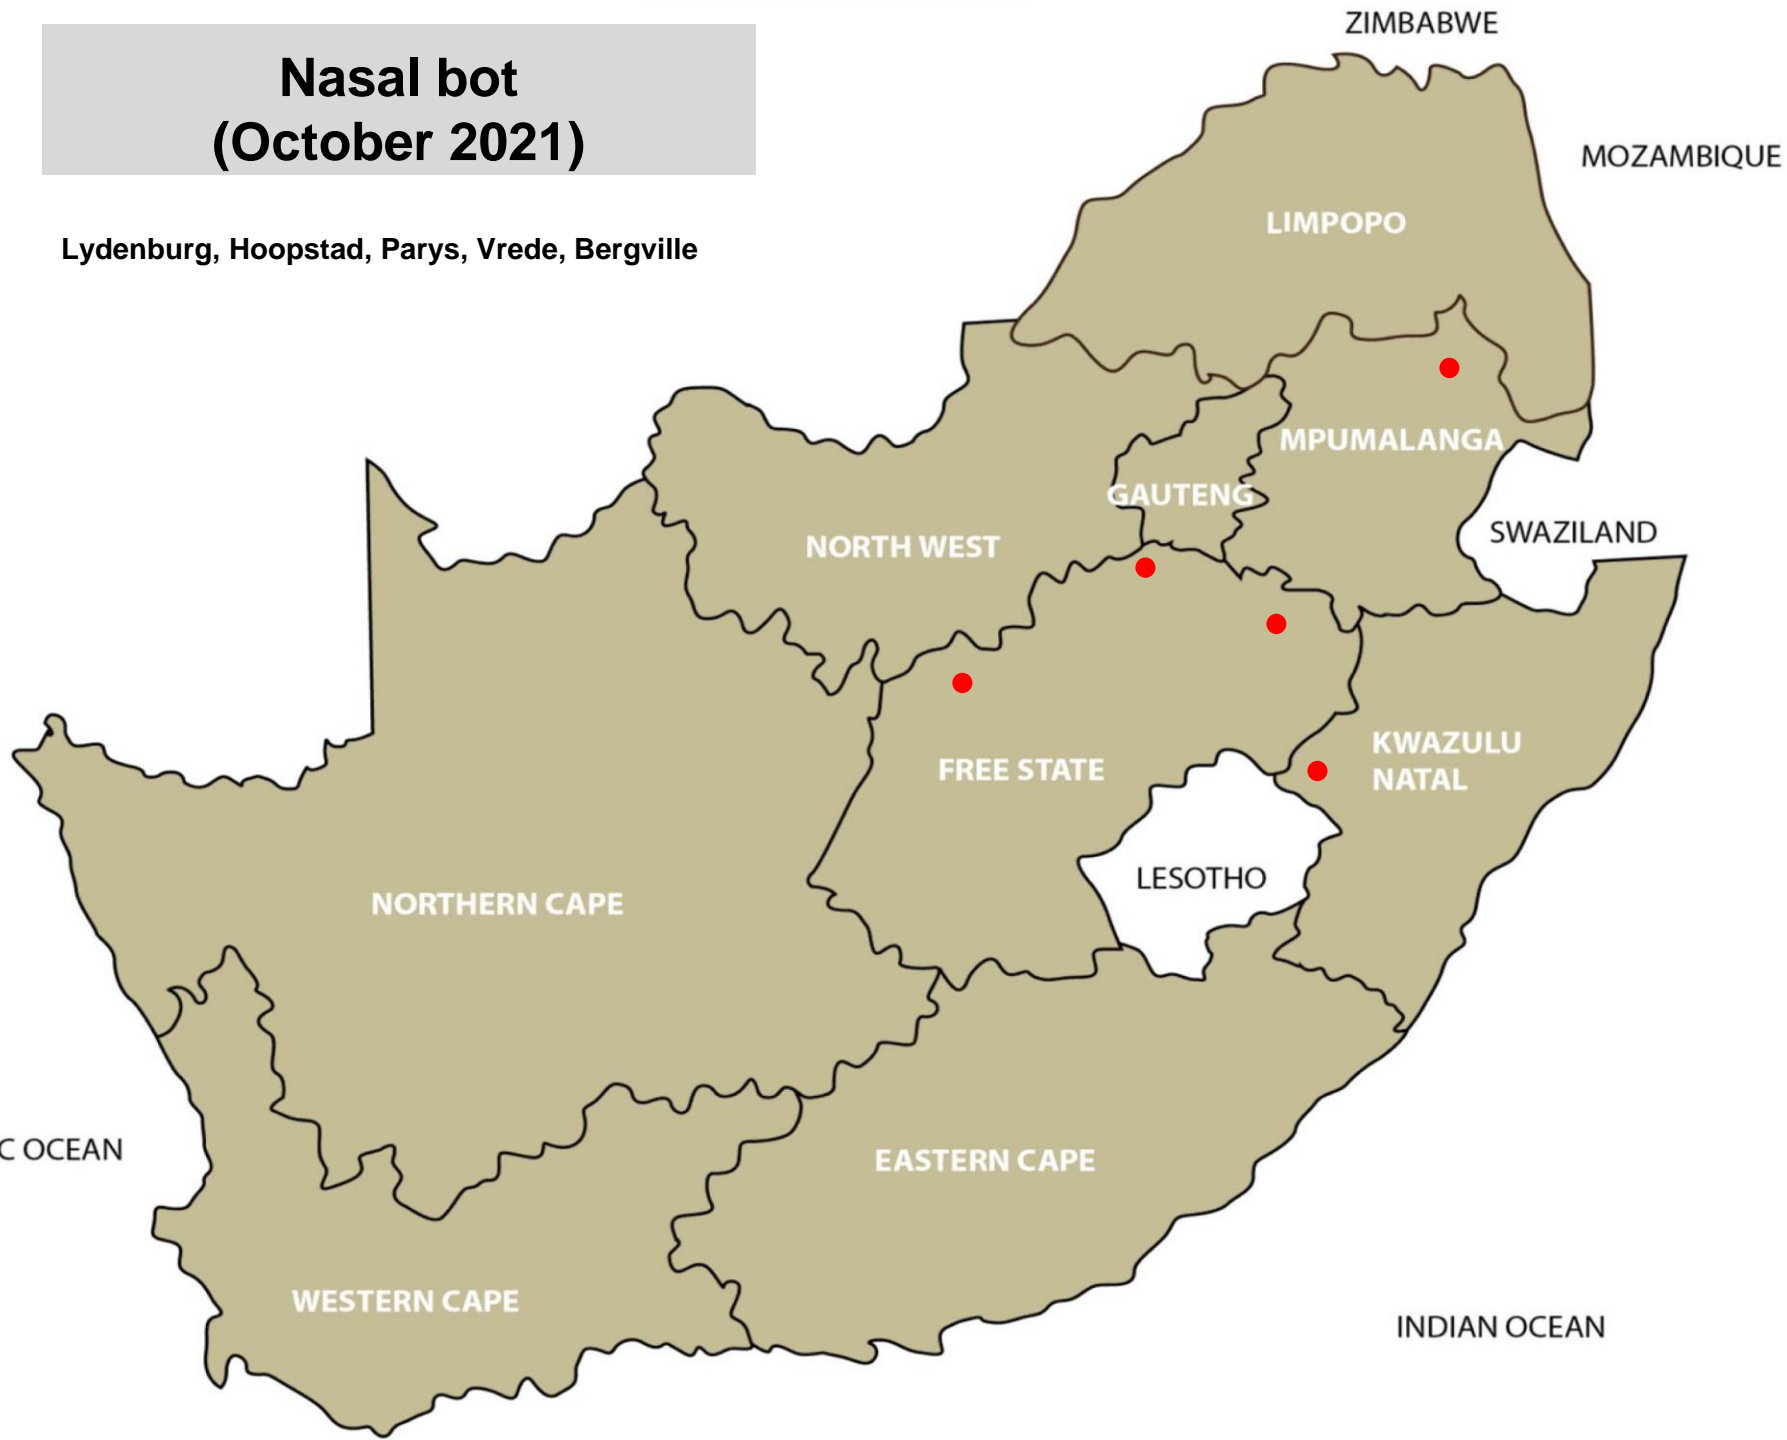 Nasal bot
(October 2021)
Lydenburg, Hoopstad, Parys, Vrede, Bergville
ZIMBABWE
MOZAMBIQUE
LIMPOPO
MPUMALANGA
GAUTENG
SWAZILAND
NORTH WEST
KWAZULU
NATAL
FREE STATE
LESOTHO
NORTHERN CAPE
C OCEAN
EASTERN CAPE
WESTERN CAPE
INDIAN OCEAN